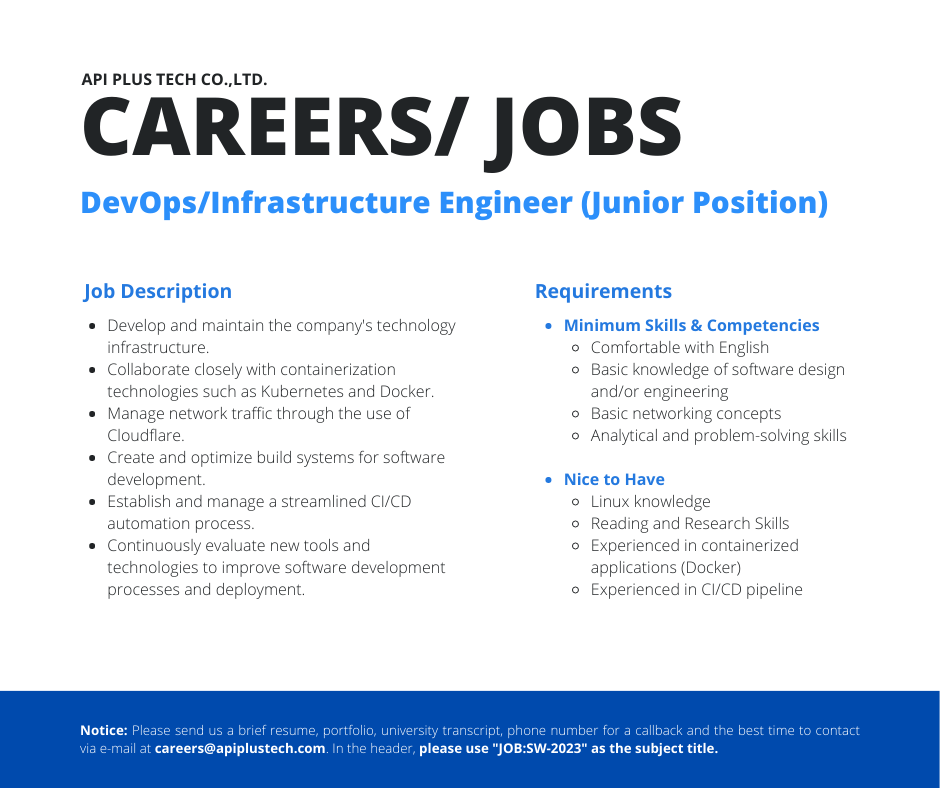 API PLUS TECH CO.,LTD.
CAREERS/ JOBS
DevOps/Infrastructure Engineer (Junior Position)
Job Description
• Develop and maintain the company's technology
infrastructure.
• Collaborate closely with containerization
technologies such as Kubernetes and Docker.
• Manage network traffic through the use of
Cloudflare.
• Create and optimize build systems for software
development.
• Establish and manage a streamlined CI/CD
automation process.
• Continuously evaluate new tools and
technologies to improve software development
processes and deployment.
Requirements
• Minimum Skills & Competencies
◦ Comfortable with English
◦ Basic knowledge of software design
and/or engineering
◦ Basic networking concepts
◦ Analytical and problem-solving skills
• Nice to Have
◦ Linux knowledge
◦ Reading and Research Skills
◦ Experienced in containerized
applications (Docker)
◦ Experienced in CI/CD pipeline
Notice: Please send us a brief resume, portfolio, university transcript, phone number for a callback and the best time to contact
via e-mail at careers@apiplustech.com. In the header, please use "JOB:SW-2023" as the subject title.